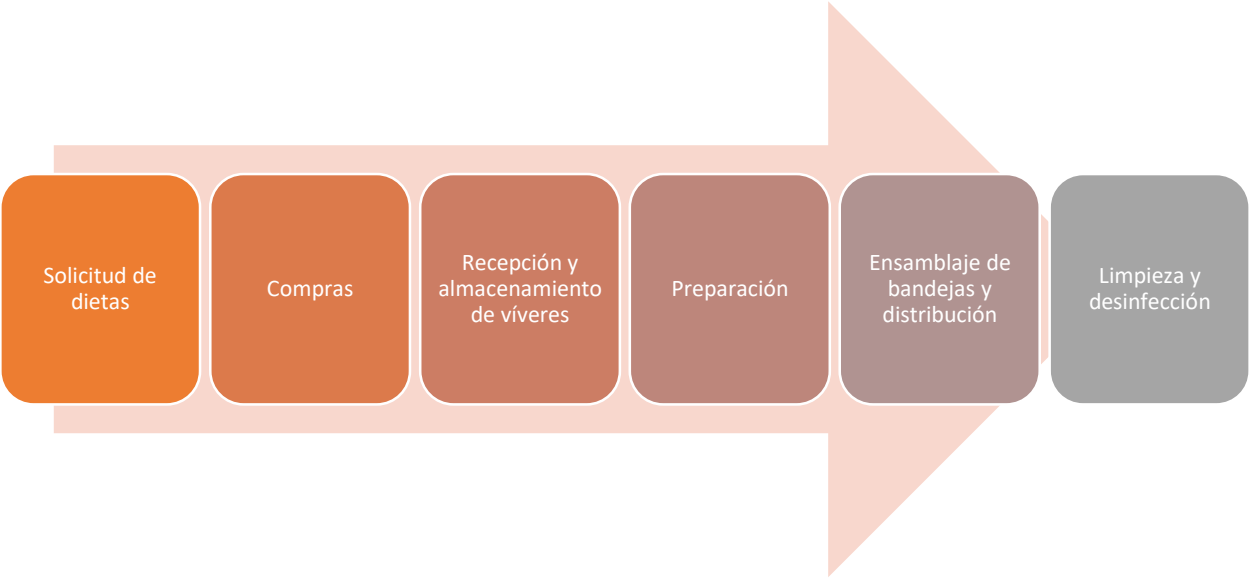 Solicitud de
dietas
Compras
Recepción y
almacenamiento
de víveres
Preparación
Ensamblaje de
bandejas y
distribución
Limpieza y
desinfección